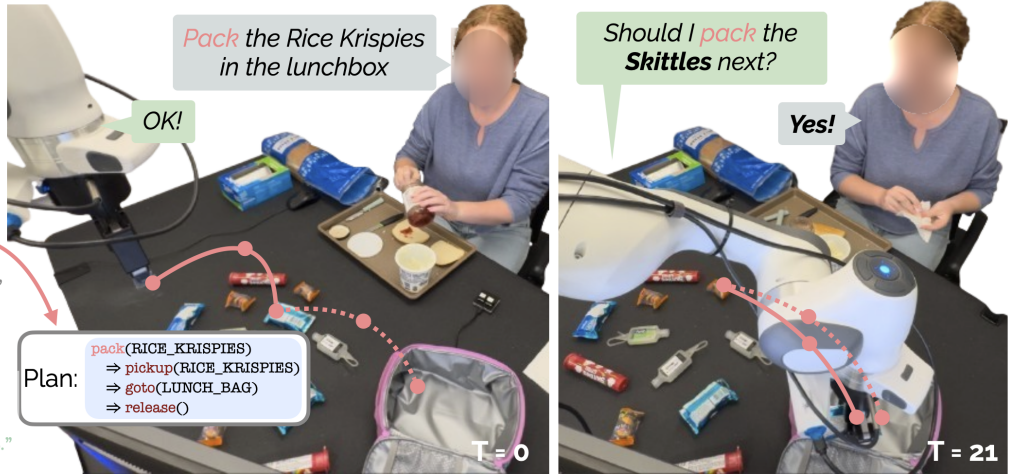 Pack the Rice Krispies
in the lunchbox
OK!
Should I pack the
Skittles next?
Yes!
Plan:
pack(RICE_KRISPIES)
⇒ pickup(RICE_KRISPIES)
⇒ goto(LUNCH_BAG)
⇒ release()
.”
T = 0
T = 21